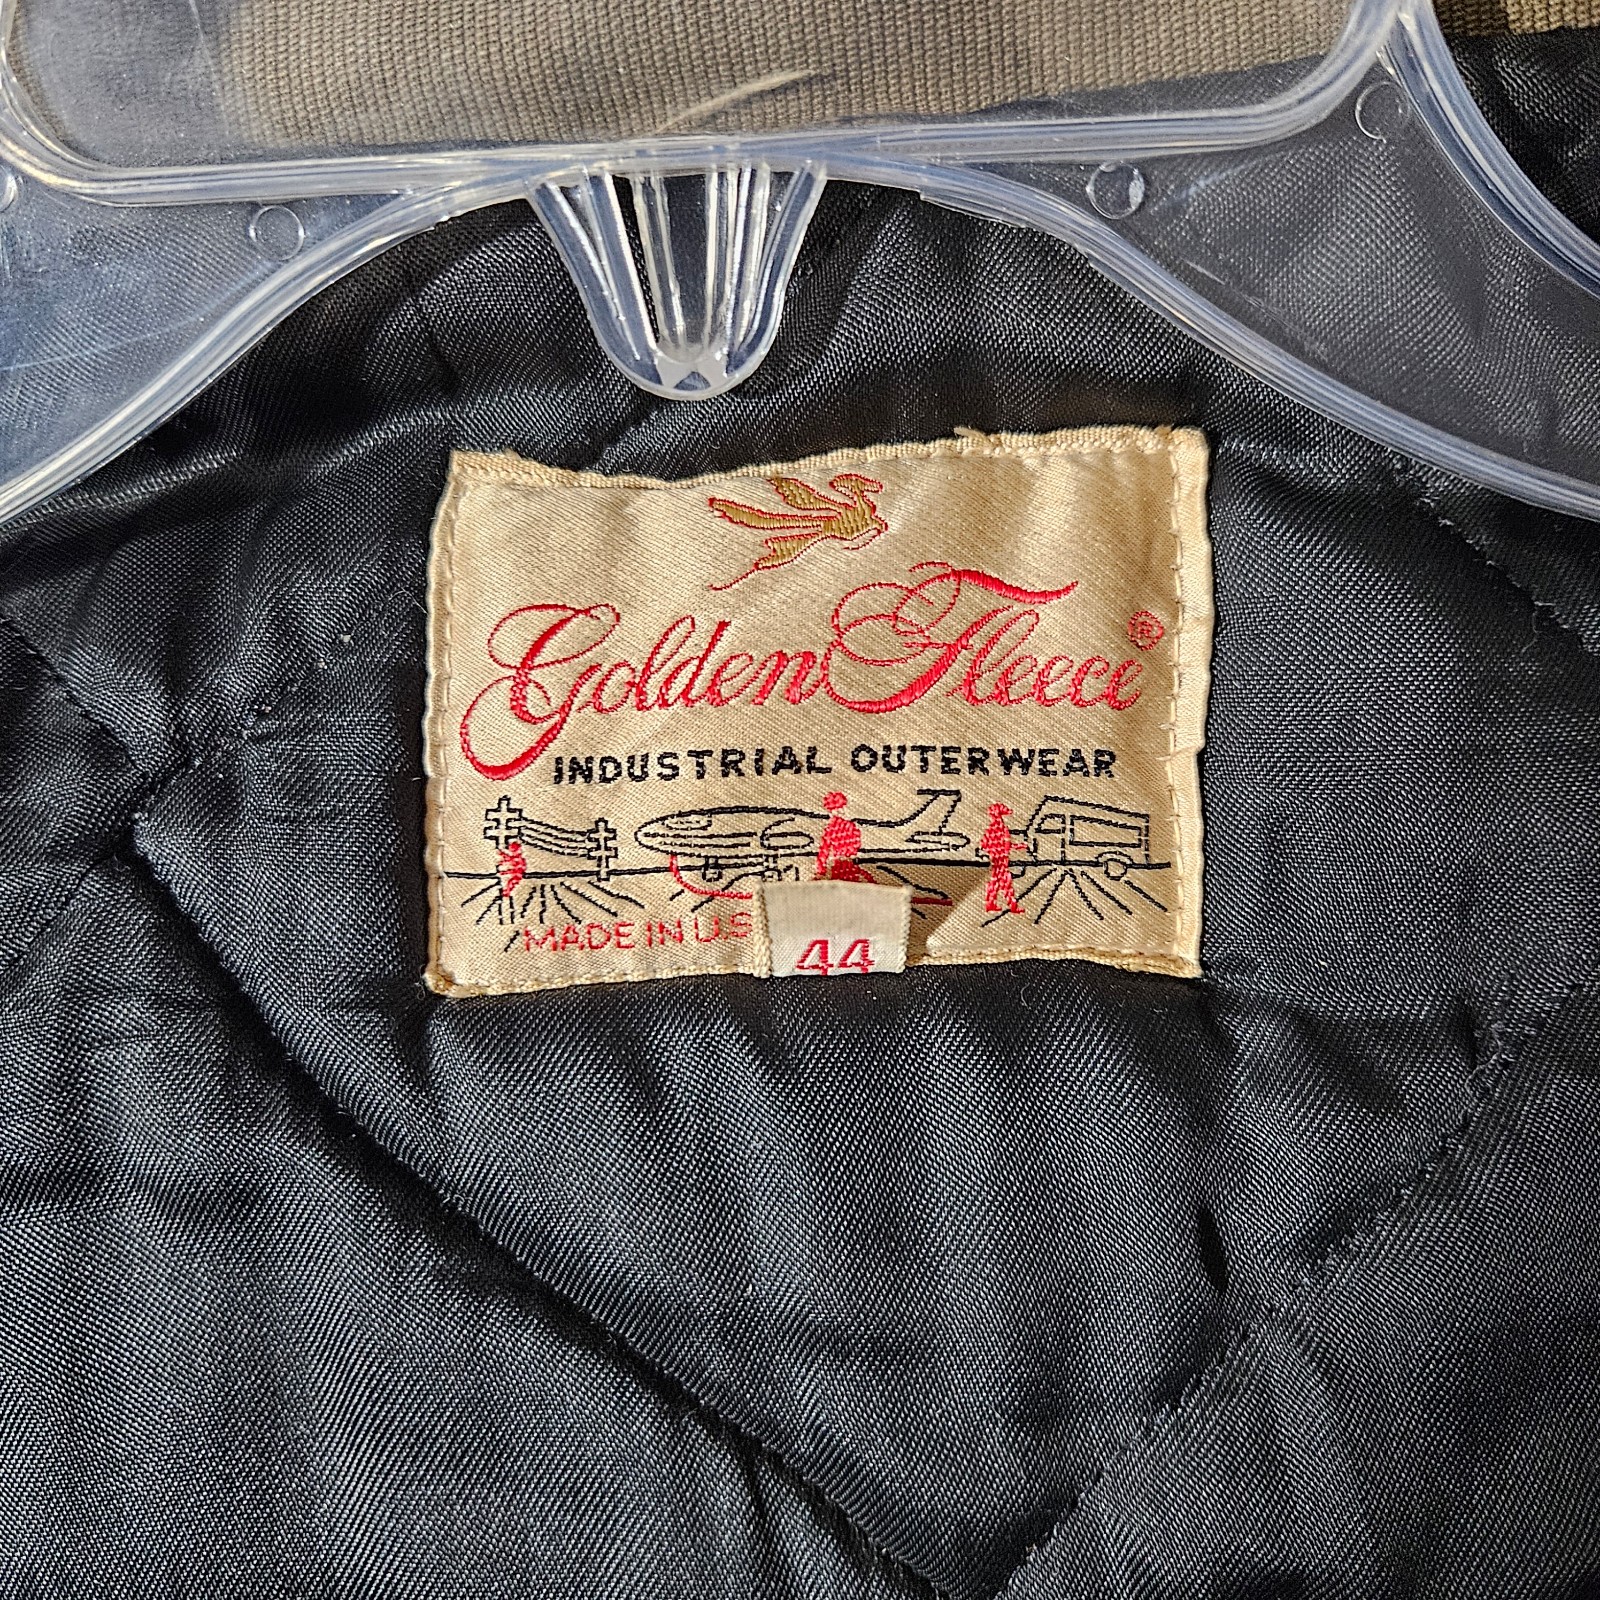 Golden Fleece®
INDUSTRIAL OUTERWEAR
MADE IN U.S
44